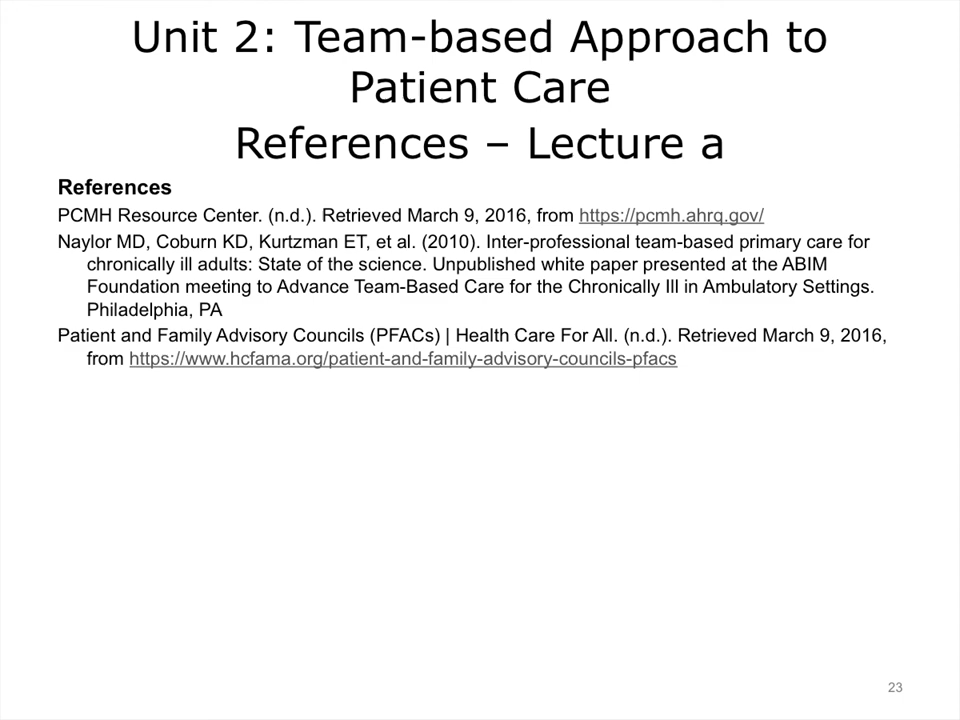 Unit 2: Team-based Approach to
Patient Care
References – Lecture a
References
PCMH Resource Center. (n.d.). Retrieved March 9, 2016, from https://pcmh.ahrq.gov/
Naylor MD, Coburn KD, Kurtzman ET, et al. (2010). Inter-professional team-based primary care for
chronically ill adults: State of the science. Unpublished white paper presented at the ABIM
Foundation meeting to Advance Team-Based Care for the Chronically Ill in Ambulatory Settings.
Philadelphia, PA
Patient and Family Advisory Councils (PFACs) | Health Care For All. (n.d.). Retrieved March 9, 2016,
from https://www.hcfama.org/patient-and-family-advisory-councils-pfacs
23